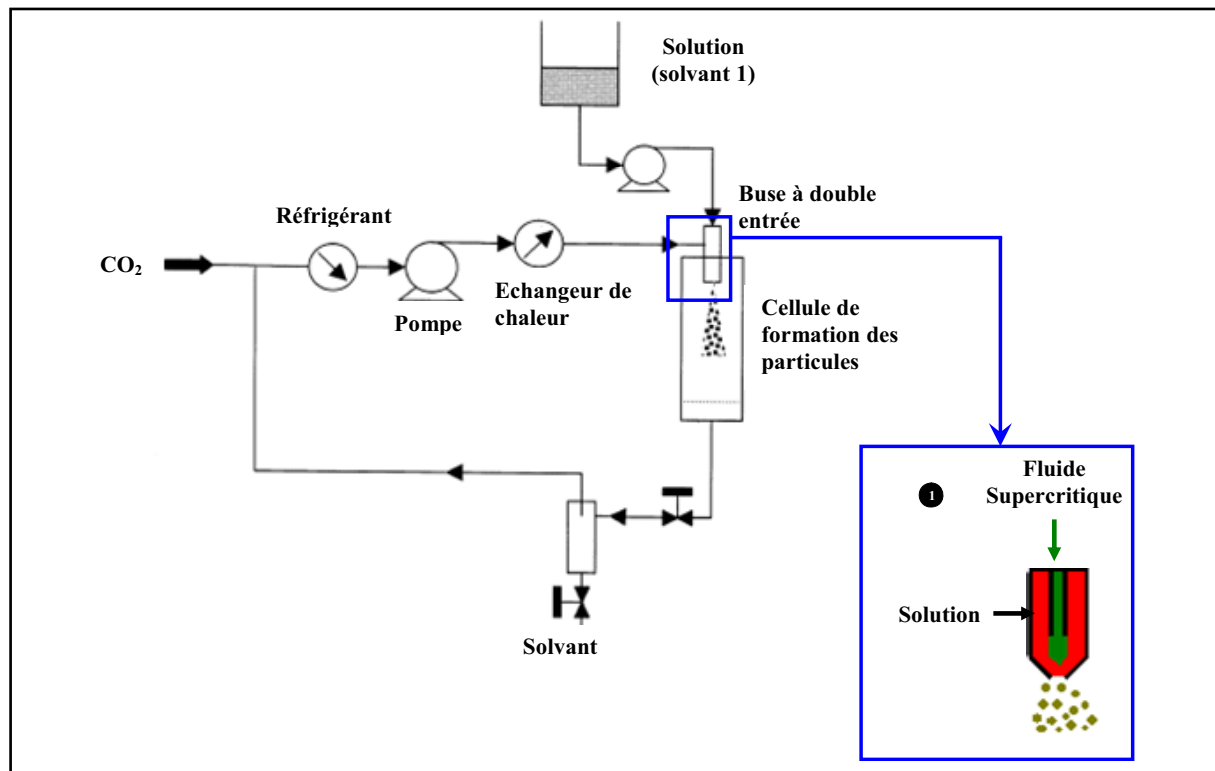 Solution
(solvant 1)
Buse à double
entrée
Réfrigérant
CO₂
Echangeur de
chaleur
Pompe
Cellule de
formation des
particules
1
Fluide
Supercritique
Solution
Solvant